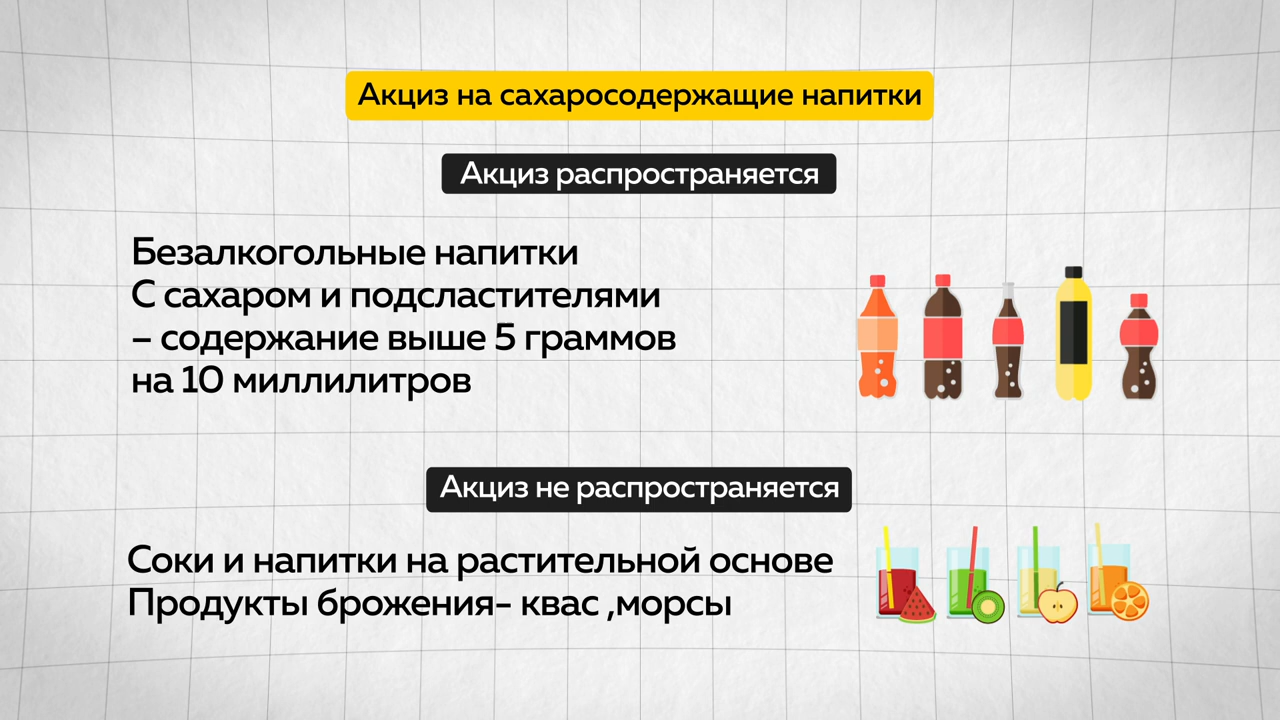 Акциз на сахаросодержащие напитки
Акциз распространяется
Безалкогольные напитки
С сахаром и подсластителями
– содержание выше 5 граммов
на 10 миллилитров
Акциз не распространяется
Соки и напитки на растительной основе
Продукты брожения- квас ,морсы